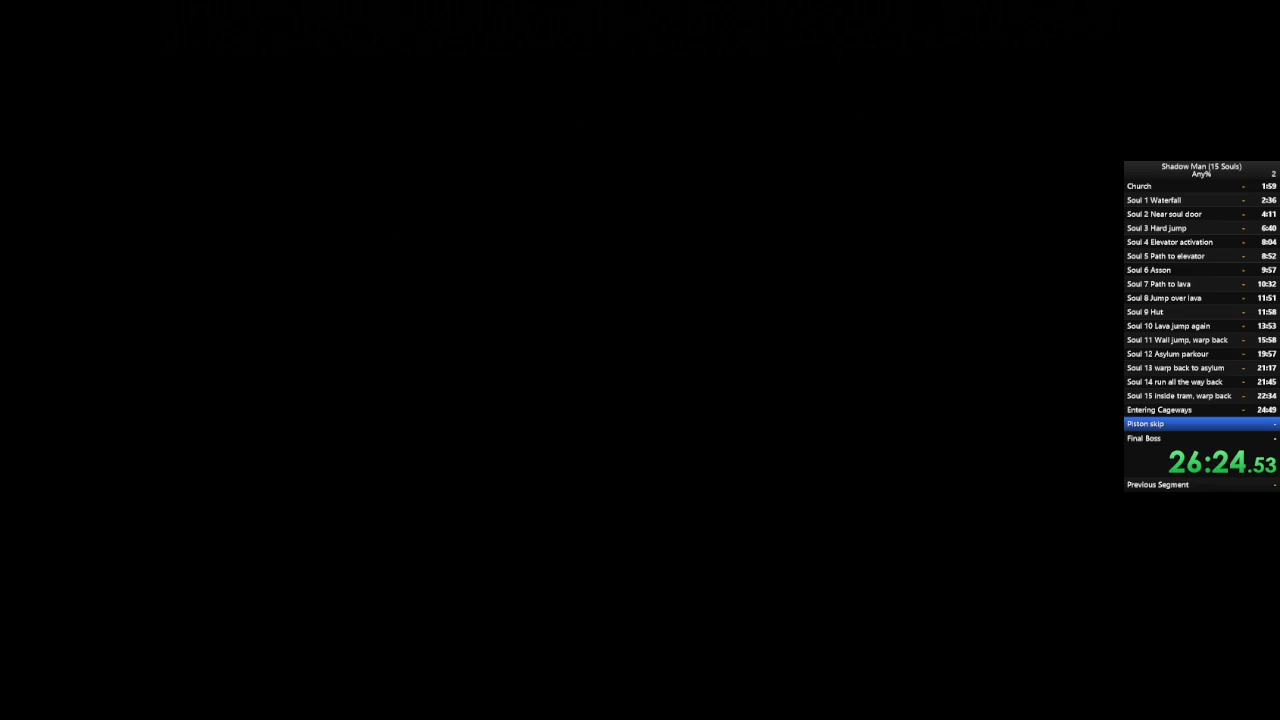 Shadow Man (15 Souls)
Any% 2
Church - 1:59
Soul 1 Waterfall - 2:36
Soul 2 Near soul door - 4:11
Soul 3 Hard jump - 6:40
Soul 4 Elevator activation - 8:04
Soul 5 Path to elevator - 8:52
Soul 6 Asson - 9:57
Soul 7 Path to lava - 10:32
Soul 8 Jump over lava - 11:51
Soul 9 Hut - 11:58
Soul 10 Lava jump again - 13:53
Soul 11 Wall jump, warp back - 15:58
Soul 12 Asylum parkour - 19:57
Soul 13 warp back to asylum - 21:17
Soul 14 run all the way back - 21:45
Soul 15 inside tram, warp back - 22:34
Entering Cageways - 24:49
Piston skip -
Final Boss -
26:24.53
Previous Segment -